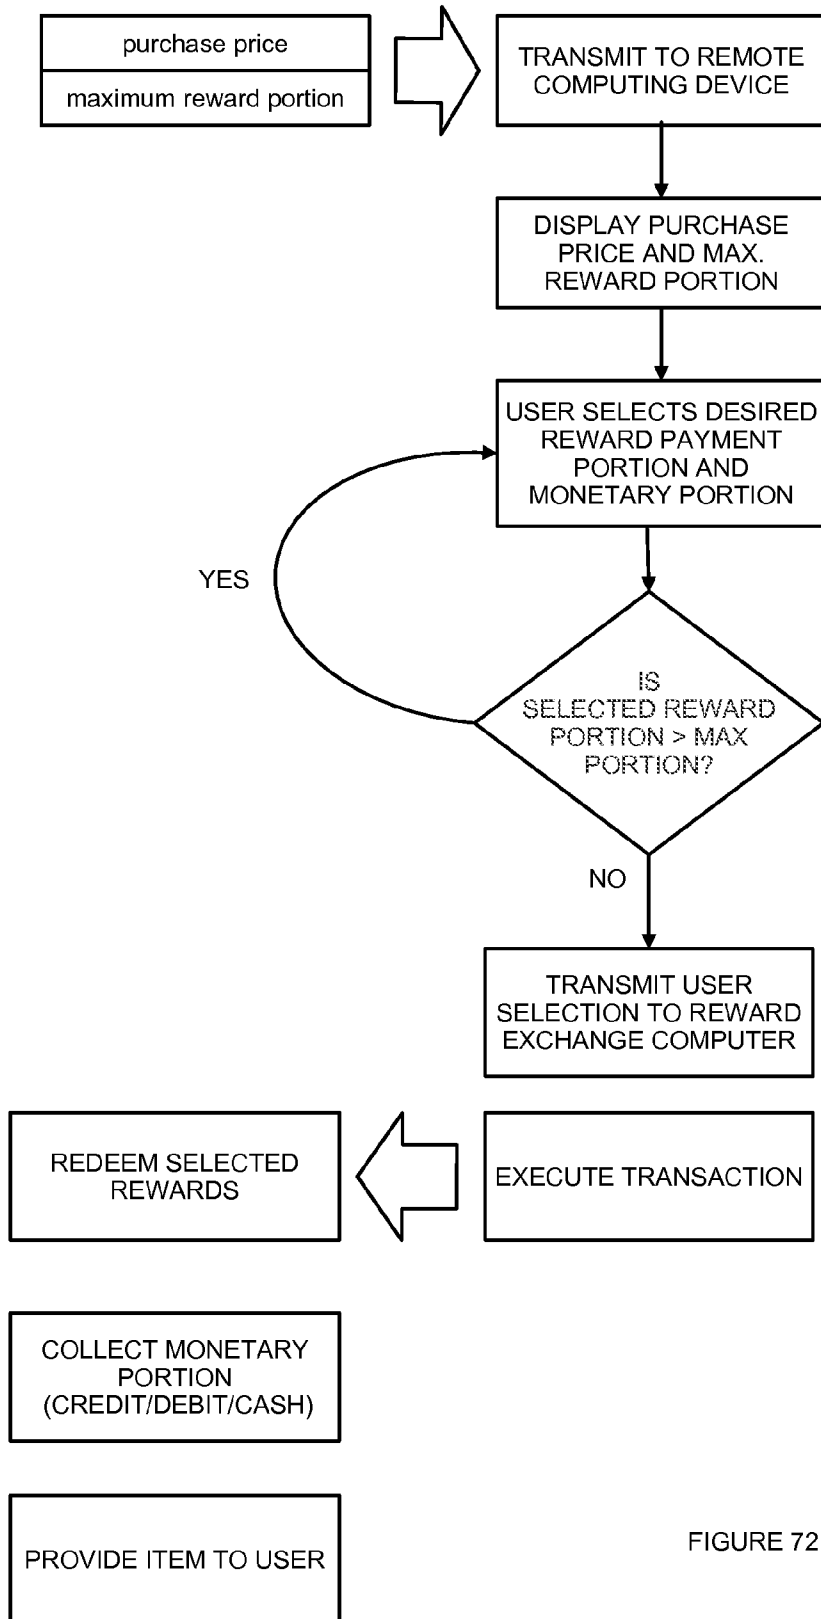 purchase price
maximum reward portion
TRANSMIT TO REMOTE
COMPUTING DEVICE
DISPLAY PURCHASE
PRICE AND MAX.
REWARD PORTION
USER SELECTS DESIRED
REWARD PAYMENT
PORTION AND
MONETARY PORTION
YES
IS
SELECTED REWARD
PORTION > MAX
PORTION?
NO
TRANSMIT USER
SELECTION TO REWARD
EXCHANGE COMPUTER
EXECUTE TRANSACTION
REDEEM SELECTED
REWARDS
COLLECT MONETARY
PORTION
(CREDIT/DEBIT/CASH)
PROVIDE ITEM TO USER
FIGURE 72